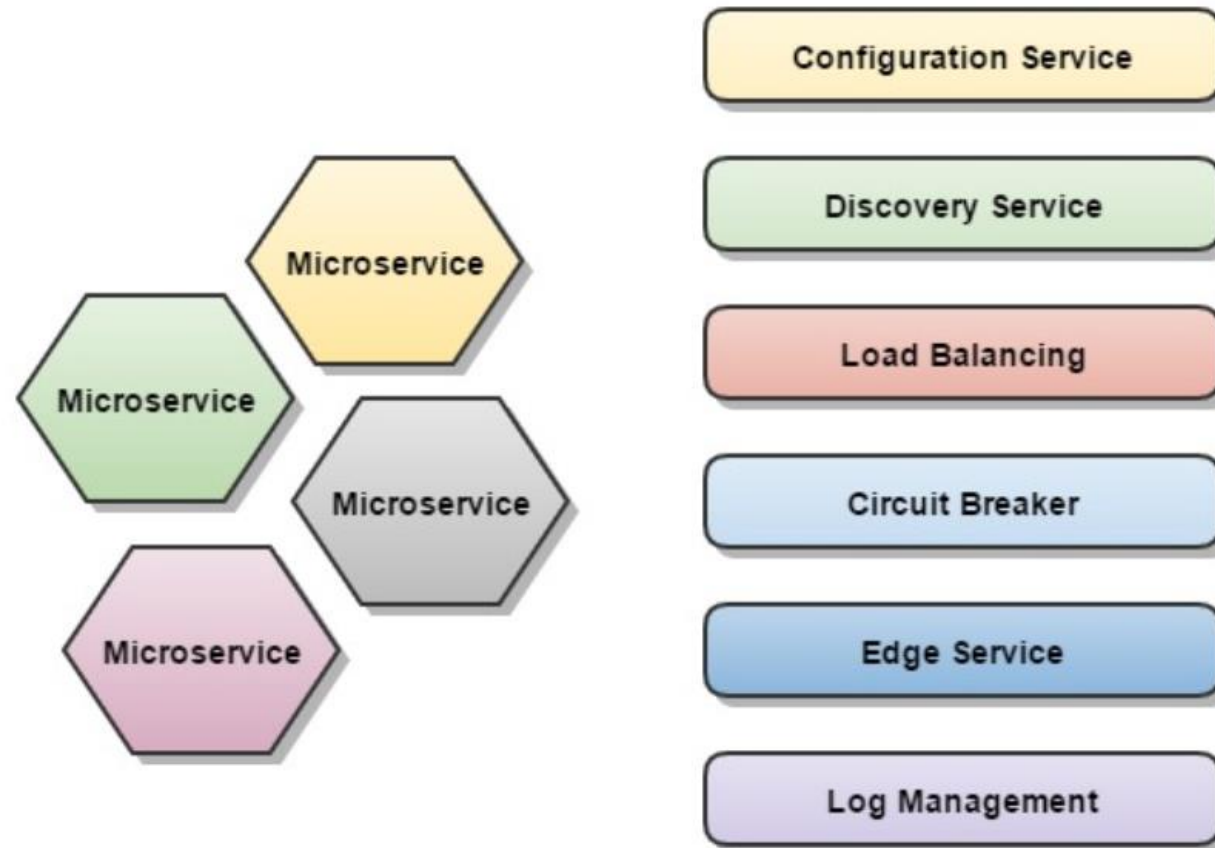 Microservice
Microservice
Microservice
Microservice
Configuration Service
Discovery Service
Load Balancing
Circuit Breaker
Edge Service
Log Management